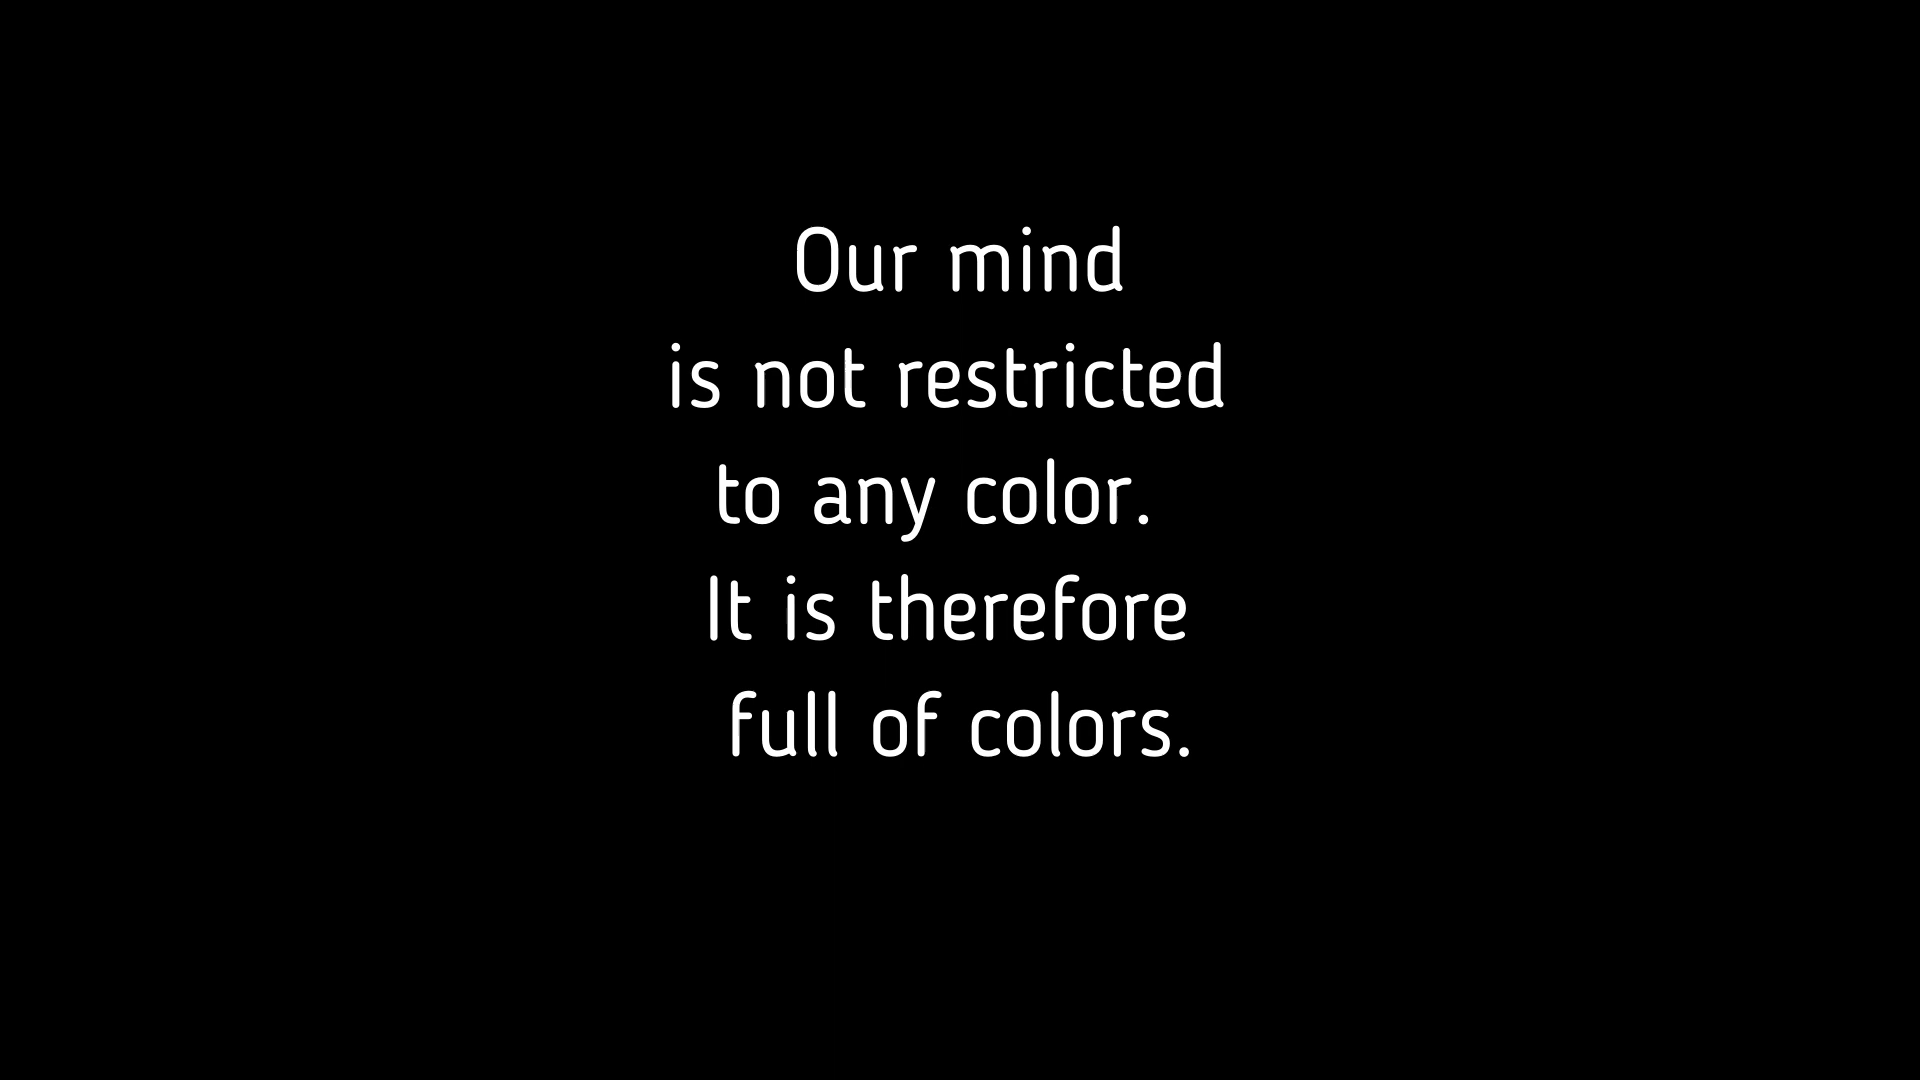 Our mind
is not restricted
to any color.
It is therefore
full of colors.